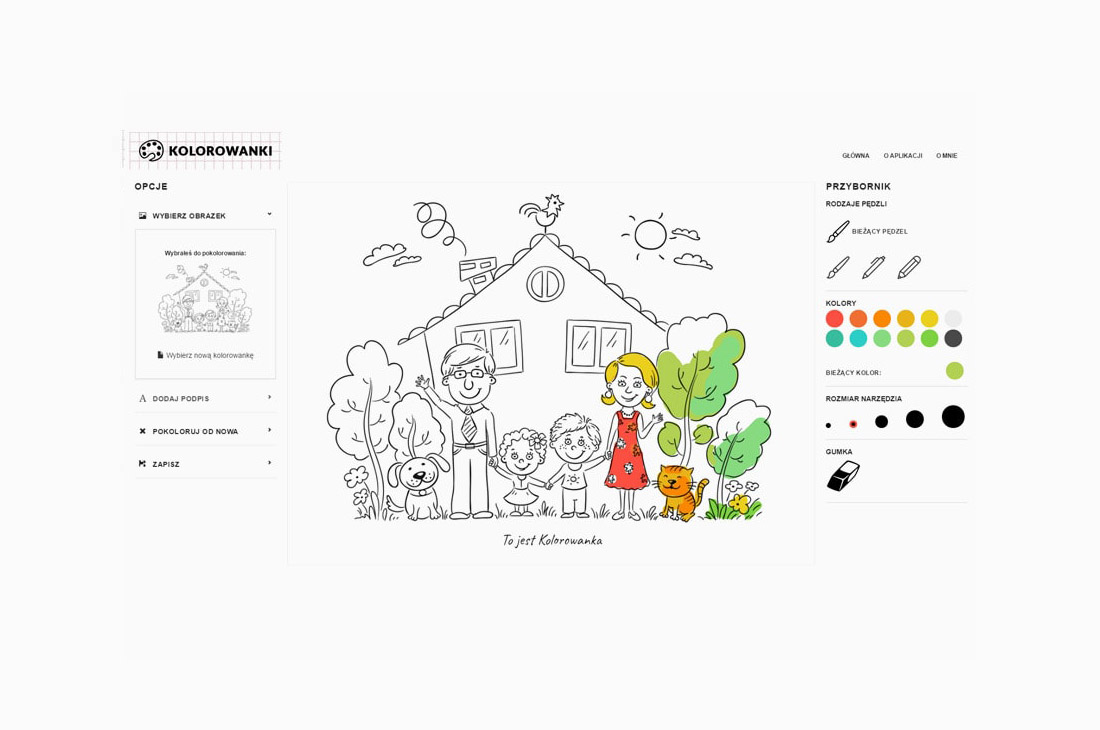 KOLOROWANKI
GŁÓWNA O APLIKACJI O MNIE
OPCJE
WYBIERZ OBRAZEK
Wybrałeś do pokolorowania:
Wybierz nową kolorowankę
A DODAJ PODPIS
POKOLORUJ OD NOWA
ZAPISZ
To jest Kolorowanka
PRZYBORNIK
RODZAJE PĘDZLI
BIEŻĄCY PĘDZEL
KOLORY
BIEŻĄCY KOLOR:
ROZMIAR NARZĘDZIA
GUMKA